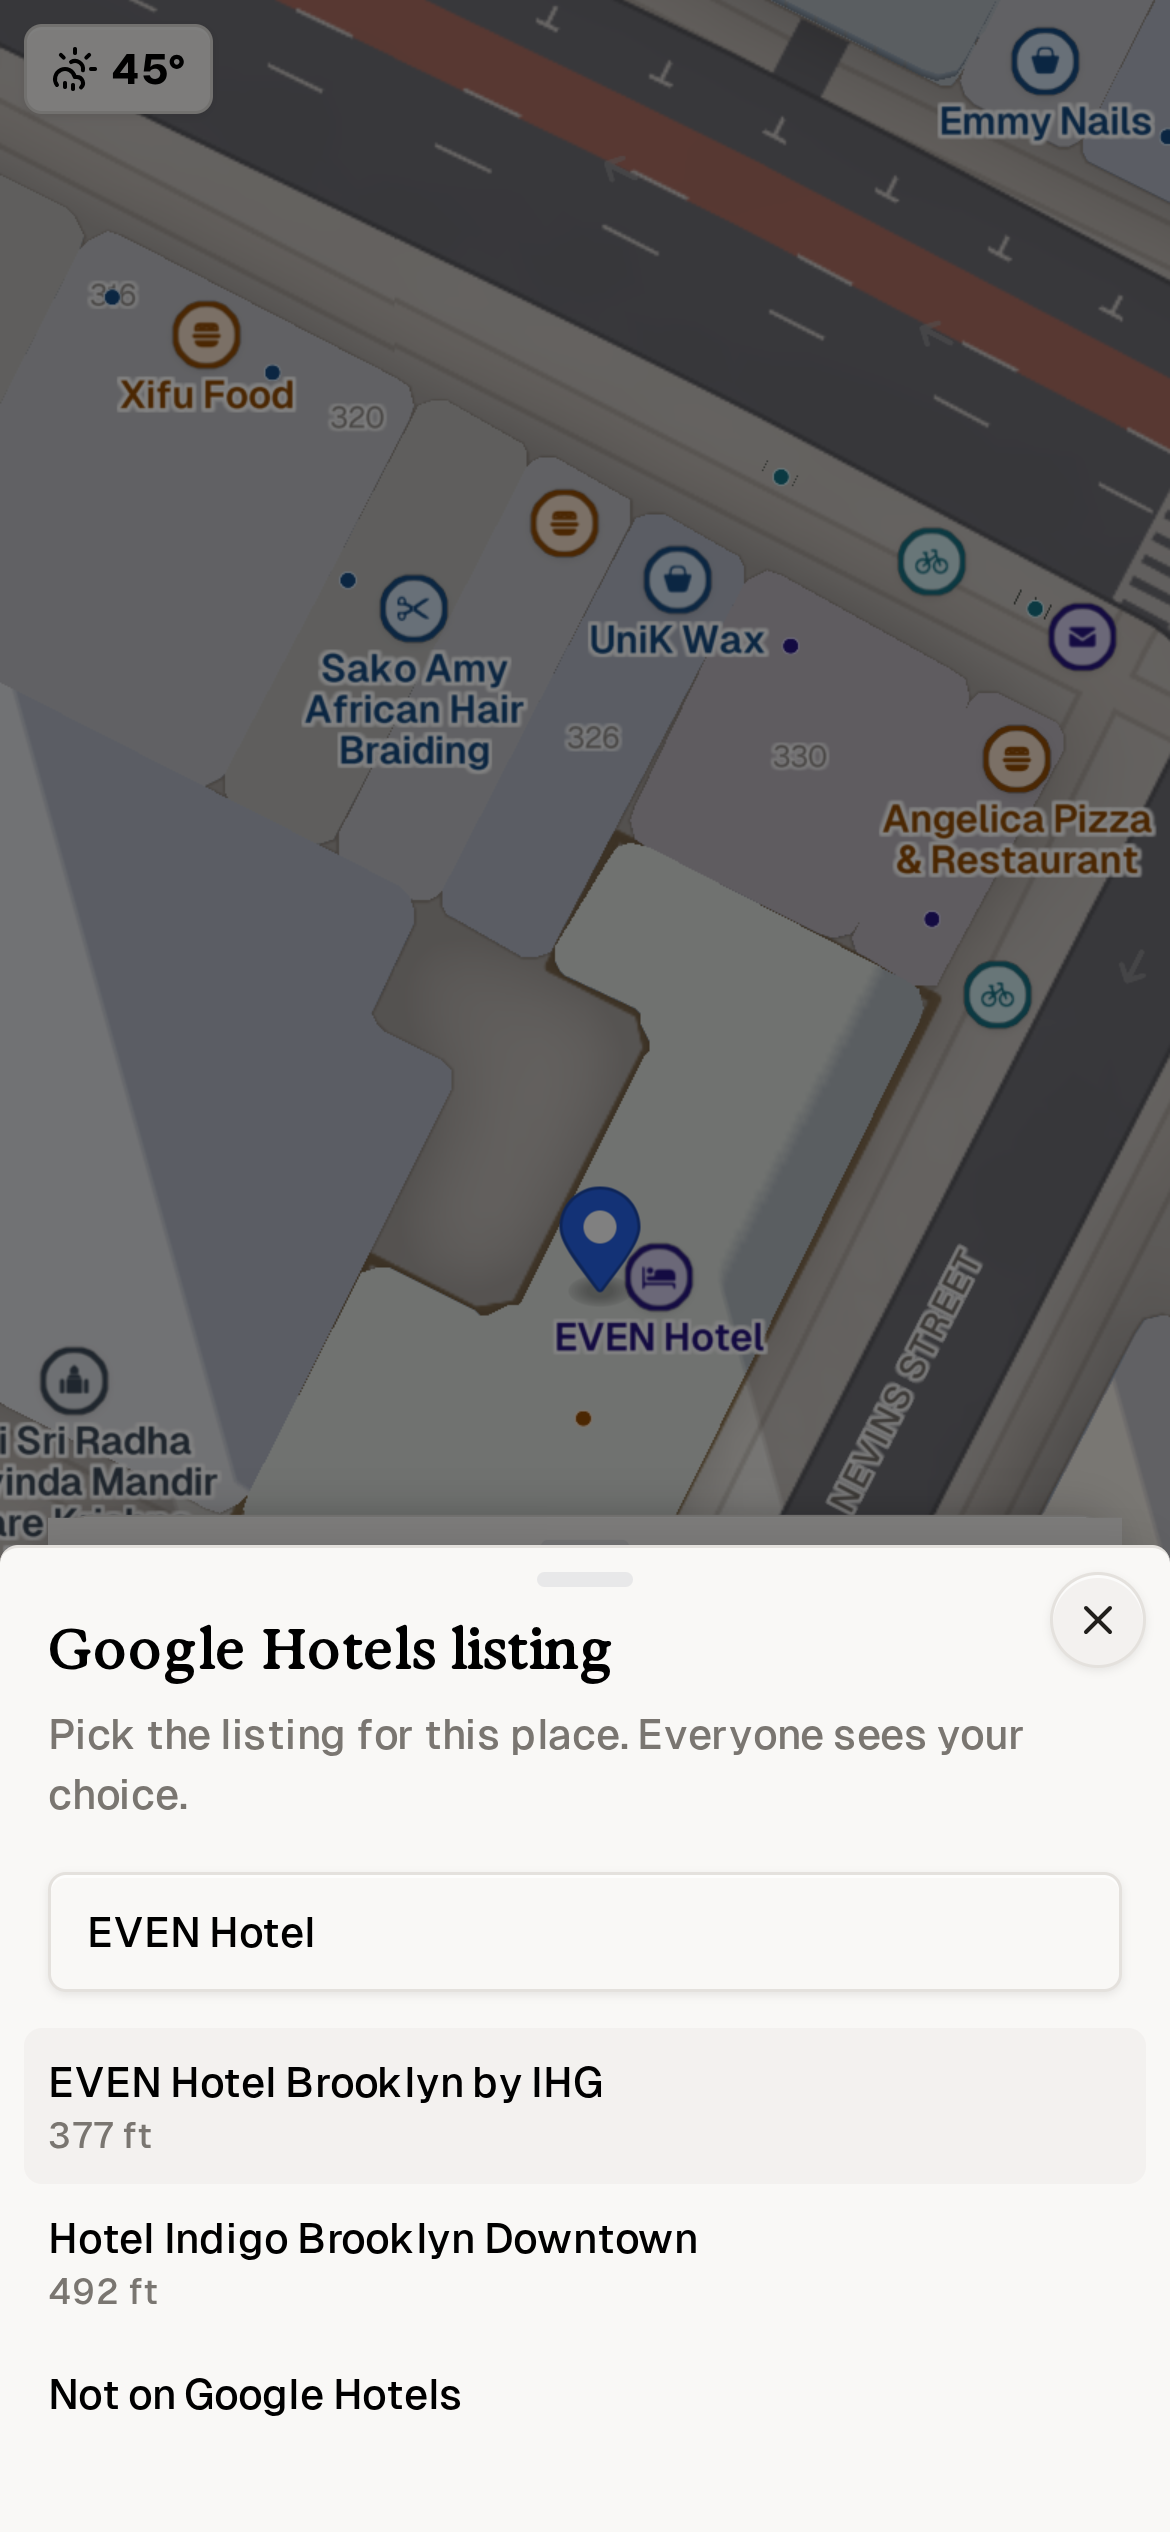 45°
Emmy Nails
316
Xifu Food
320
Sako Amy
African Hair
Braiding
UniK Wax
326
330
Angelica Pizza
& Restaurant
EVEN Hotel
NEVINS STREET
i Sri Radha
vinda Mandir
are
Google Hotels listing
Pick the listing for this place. Everyone sees your
choice.
EVEN Hotel
EVEN Hotel Brooklyn by IHG
377 ft
Hotel Indigo Brooklyn Downtown
492 ft
Not on Google Hotels